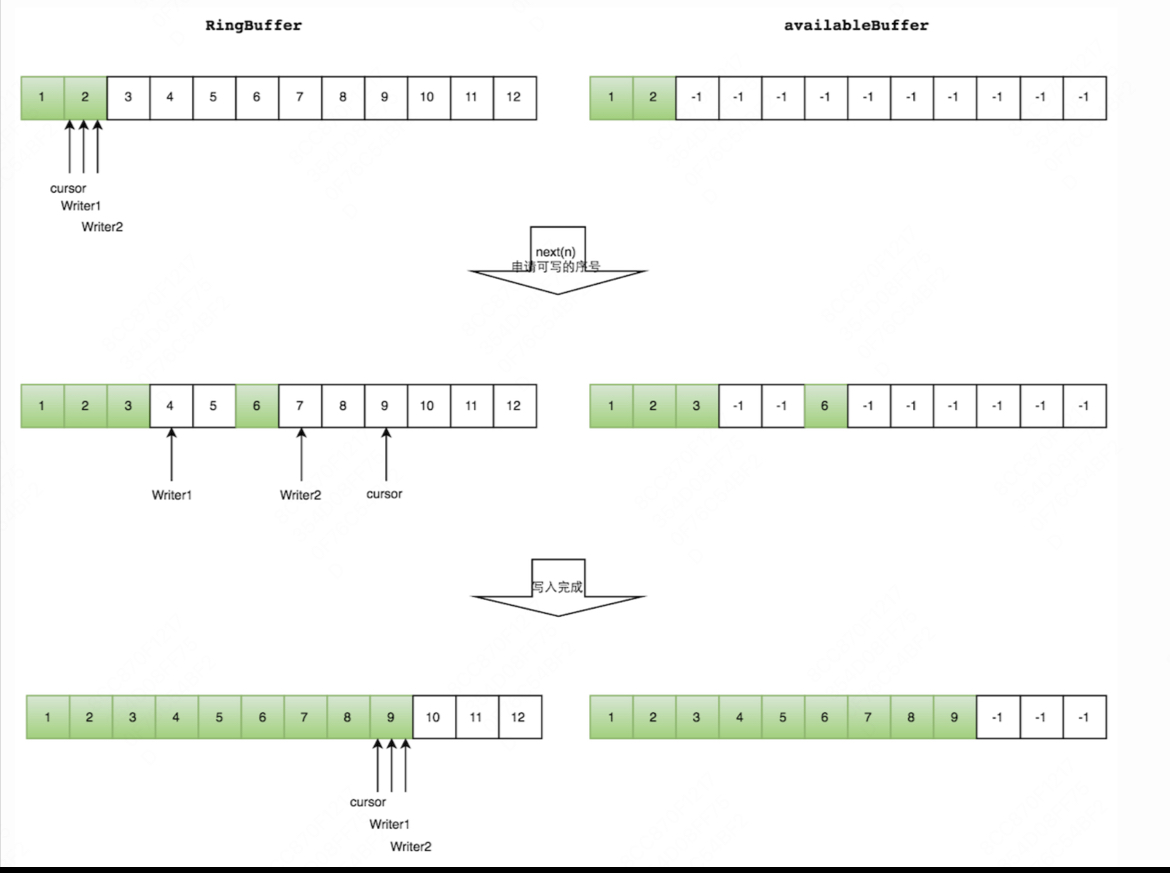 RingBuffer availableBuffer
1 2 3 4 5 6 7 8 9 10 11 12 1 2 -1 -1 -1 -1 -1 -1 -1 -1 -1 -1
cursor
Writer1
Writer2
next(n)
申请可写的序号
1 2 3 4 5 6 7 8 9 10 11 12 1 2 3 -1 -1 6 -1 -1 -1 -1 -1 -1
Writer1 Writer2 cursor
写入完成
1 2 3 4 5 6 7 8 9 10 11 12 1 2 3 4 5 6 7 8 9 -1 -1 -1
cursor
Writer1
Writer2